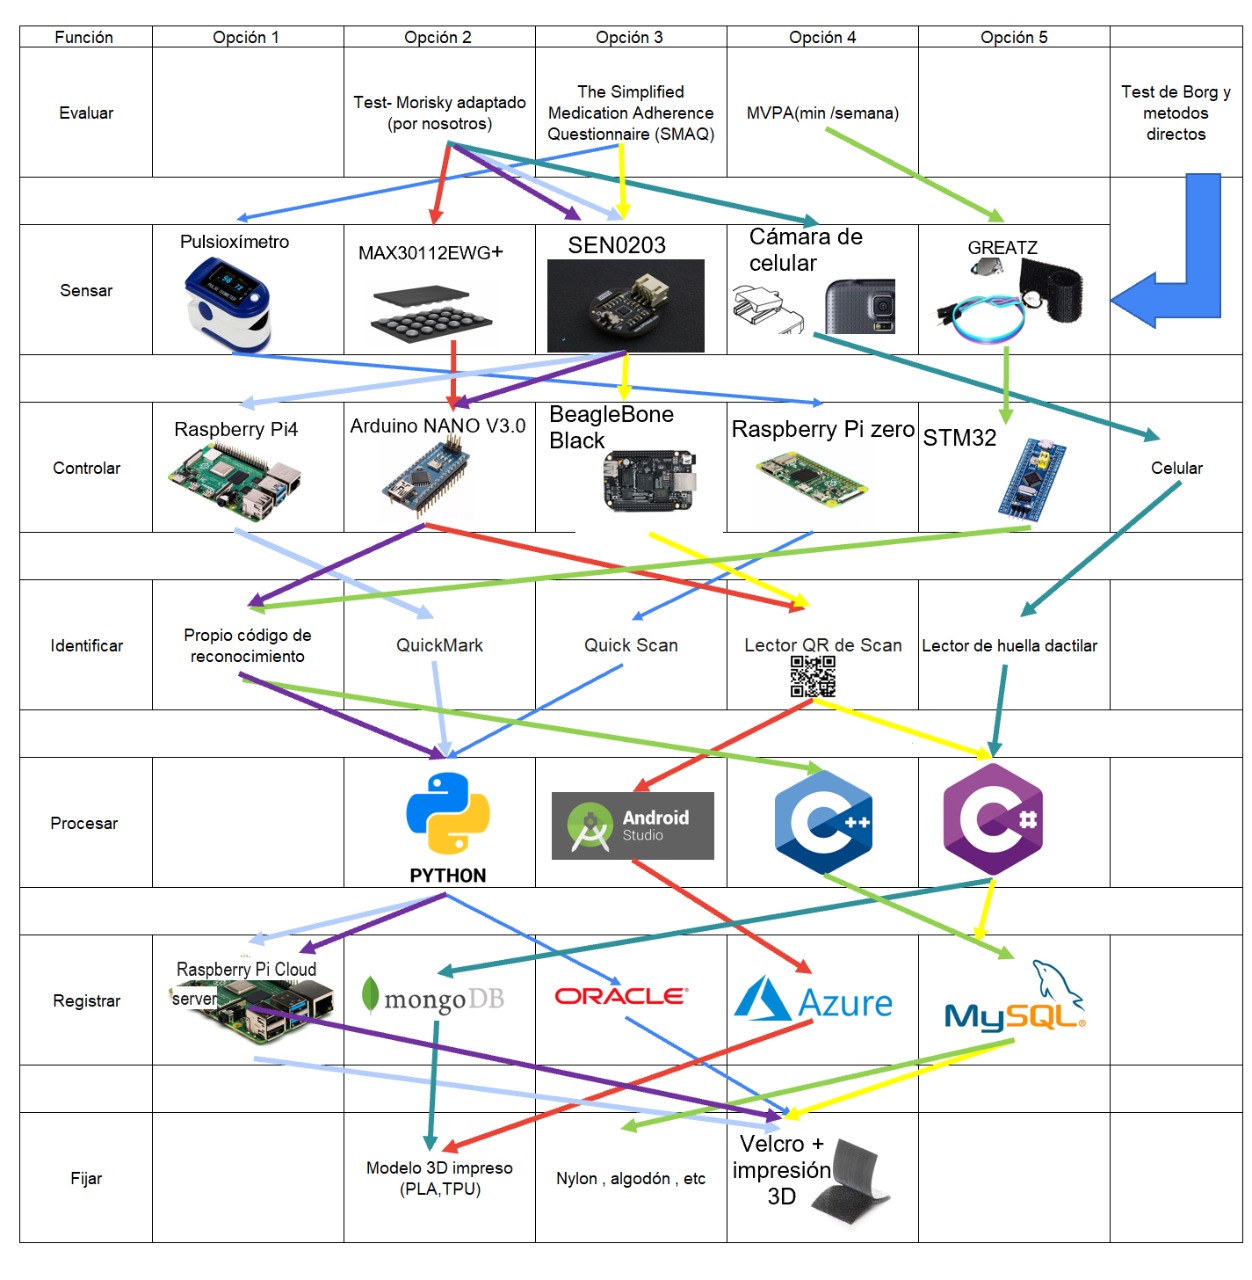 Función
Opción 1
Opción 2
Opción 3
Opción 4
Opción 5
Evaluar
Test- Morisky adaptado
(por nosotros)
The Simplified
Medication Adherence
Questionnaire (SMAQ)
MVPA(min /semana)
Test de Borg y
metodos
directos
Sensar
Pulsioxímetro
MAX30112EWG+
SEN0203
Cámara de
celular
GREATZ
Controlar
Raspberry Pi4
Arduino NANO V3.0
BeagleBone
Black
Raspberry Pi zero
STM32
Celular
Identificar
Propio código de
reconocimiento
QuickMark
Quick Scan
Lector QR de Scan
Lector de huella dactilar
Procesar
PYTHON
Android
Studio
C++
C#
Registrar
Raspberry Pi Cloud
server
mongoDB
ORACLE
Azure
MySQL
Fijar
Modelo 3D impreso
(PLA,TPU)
Nylon , algodón , etc
Velcro +
impresión
3D